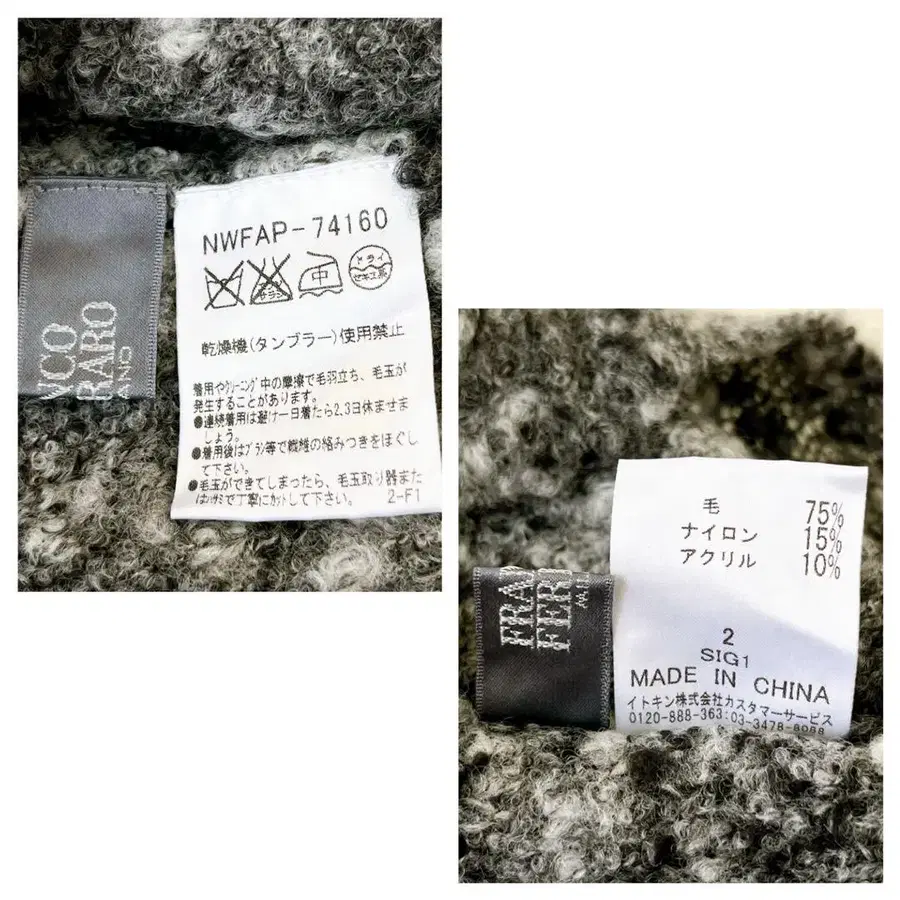 NCO
RARO
ANO
NWFAP-74160
中
ドライ
セキユ系
乾燥機(タンブラー)使用禁止
着用やクリーニング中の摩擦で毛羽立ち、毛玉が
発生することがあります。
●連続着用は避け一日着たら2.3日休ませま
しょう。
●着用後はブラシ等で繊維の絡みつきをほぐし
て下さい。
●毛玉ができてしまったら、毛玉取り器また
はハサミで丁寧にカットして下さい。 2-F1
毛 75%
ナイロン 15%
アクリル 10%
FRA
FER
2
SIG1
MADE IN CHINA
イトキン株式会社カスタマーサービス
0120-888-363:03-3478-8088